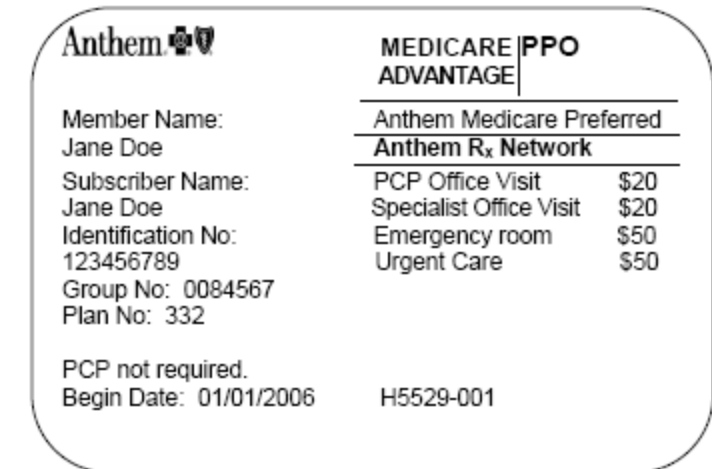 Anthem
MEDICARE PPO
ADVANTAGE
Member Name:
Jane Doe
Subscriber Name:
Jane Doe
Identification No:
123456789
Group No: 0084567
Plan No: 332
PCP not required.
Begin Date: 01/01/2006
Anthem Medicare Preferred
Anthem Rx Network
PCP Office Visit $20
Specialist Office Visit $20
Emergency room $50
Urgent Care $50
H5529-001